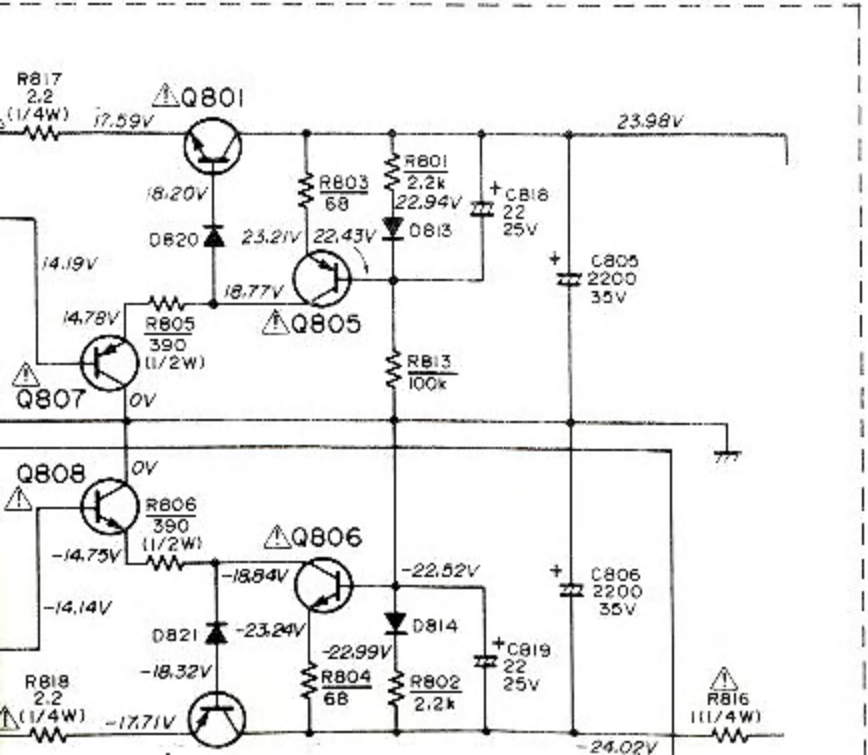 R817
2.2
(1/4W)
17.59V
Q801
23.98V
18.20V
R803
68
R801
2.2k
22.94V
C818
22
25V
D820
23.21V
22.43V
D813
14.19V
18.77V
C805
2200
35V
14.78V
R805
390
(1/2W)
Q805
R813
100k
Q807
0V
Q808
0V
R806
390
(1/2W)
Q806
-14.75V
-18.84V
-22.52V
C806
2200
35V
-14.14V
D821
-23.24V
D814
-22.99V
C819
22
25V
-18.32V
R804
68
R802
2.2k
R818
2.2
(1/4W)
-17.71V
R816
1(1/4W)
-24.02V